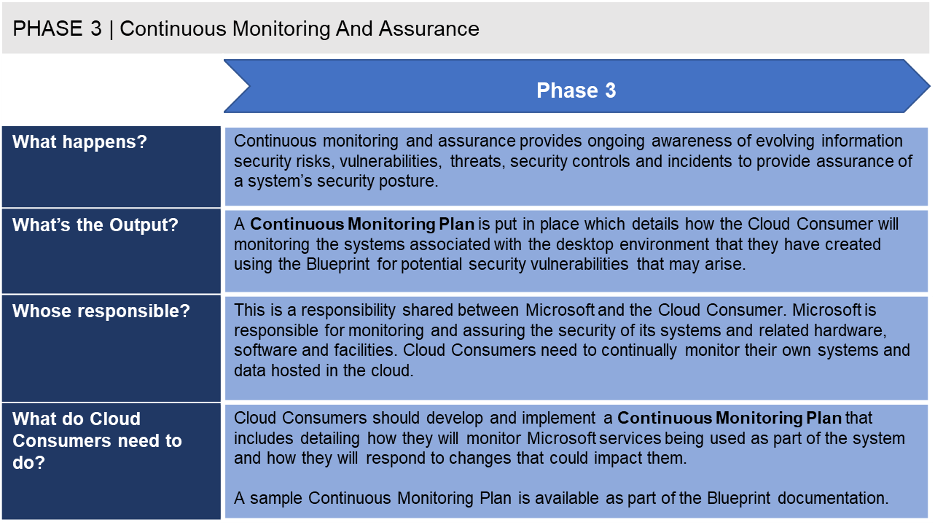 PHASE 3 | Continuous Monitoring And Assurance
Phase 3
What happens?
Continuous monitoring and assurance provides ongoing awareness of evolving information
security risks, vulnerabilities, threats, security controls and incidents to provide assurance of
a system's security posture.
What's the Output?
A Continuous Monitoring Plan is put in place which details how the Cloud Consumer will
monitoring the systems associated with the desktop environment that they have created
using the Blueprint for potential security vulnerabilities that may arise.
Whose responsible?
This is a responsibility shared between Microsoft and the Cloud Consumer. Microsoft is
responsible for monitoring and assuring the security of its systems and related hardware,
software and facilities. Cloud Consumers need to continually monitor their own systems and
data hosted in the cloud.
What do Cloud
Consumers need to
do?
Cloud Consumers should develop and implement a Continuous Monitoring Plan that
includes detailing how they will monitor Microsoft services being used as part of the system
and how they will respond to changes that could impact them.
A sample Continuous Monitoring Plan is available as part of the Blueprint documentation.